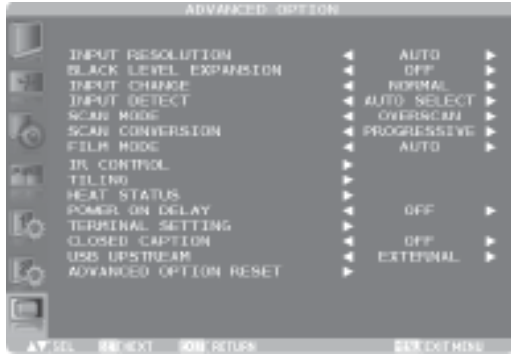 ADVANCED OPTION
INPUT RESOLUTION AUTO
BLACK LEVEL EXPANSION OFF
INPUT CHANGE NORMAL
INPUT DETECT AUTO SELECT
SCAN MODE OVERSCAN
SCAN CONVERSION PROGRESSIVE
FILM MODE AUTO
IR CONTROL
TILING
HEAT STATUS
POWER ON DELAY OFF
TERMINAL SETTING
CLOSED CAPTION OFF
USB UPSTREAM EXTERNAL
ADVANCED OPTION RESET
SEL NEXT RETURN EXIT MENU